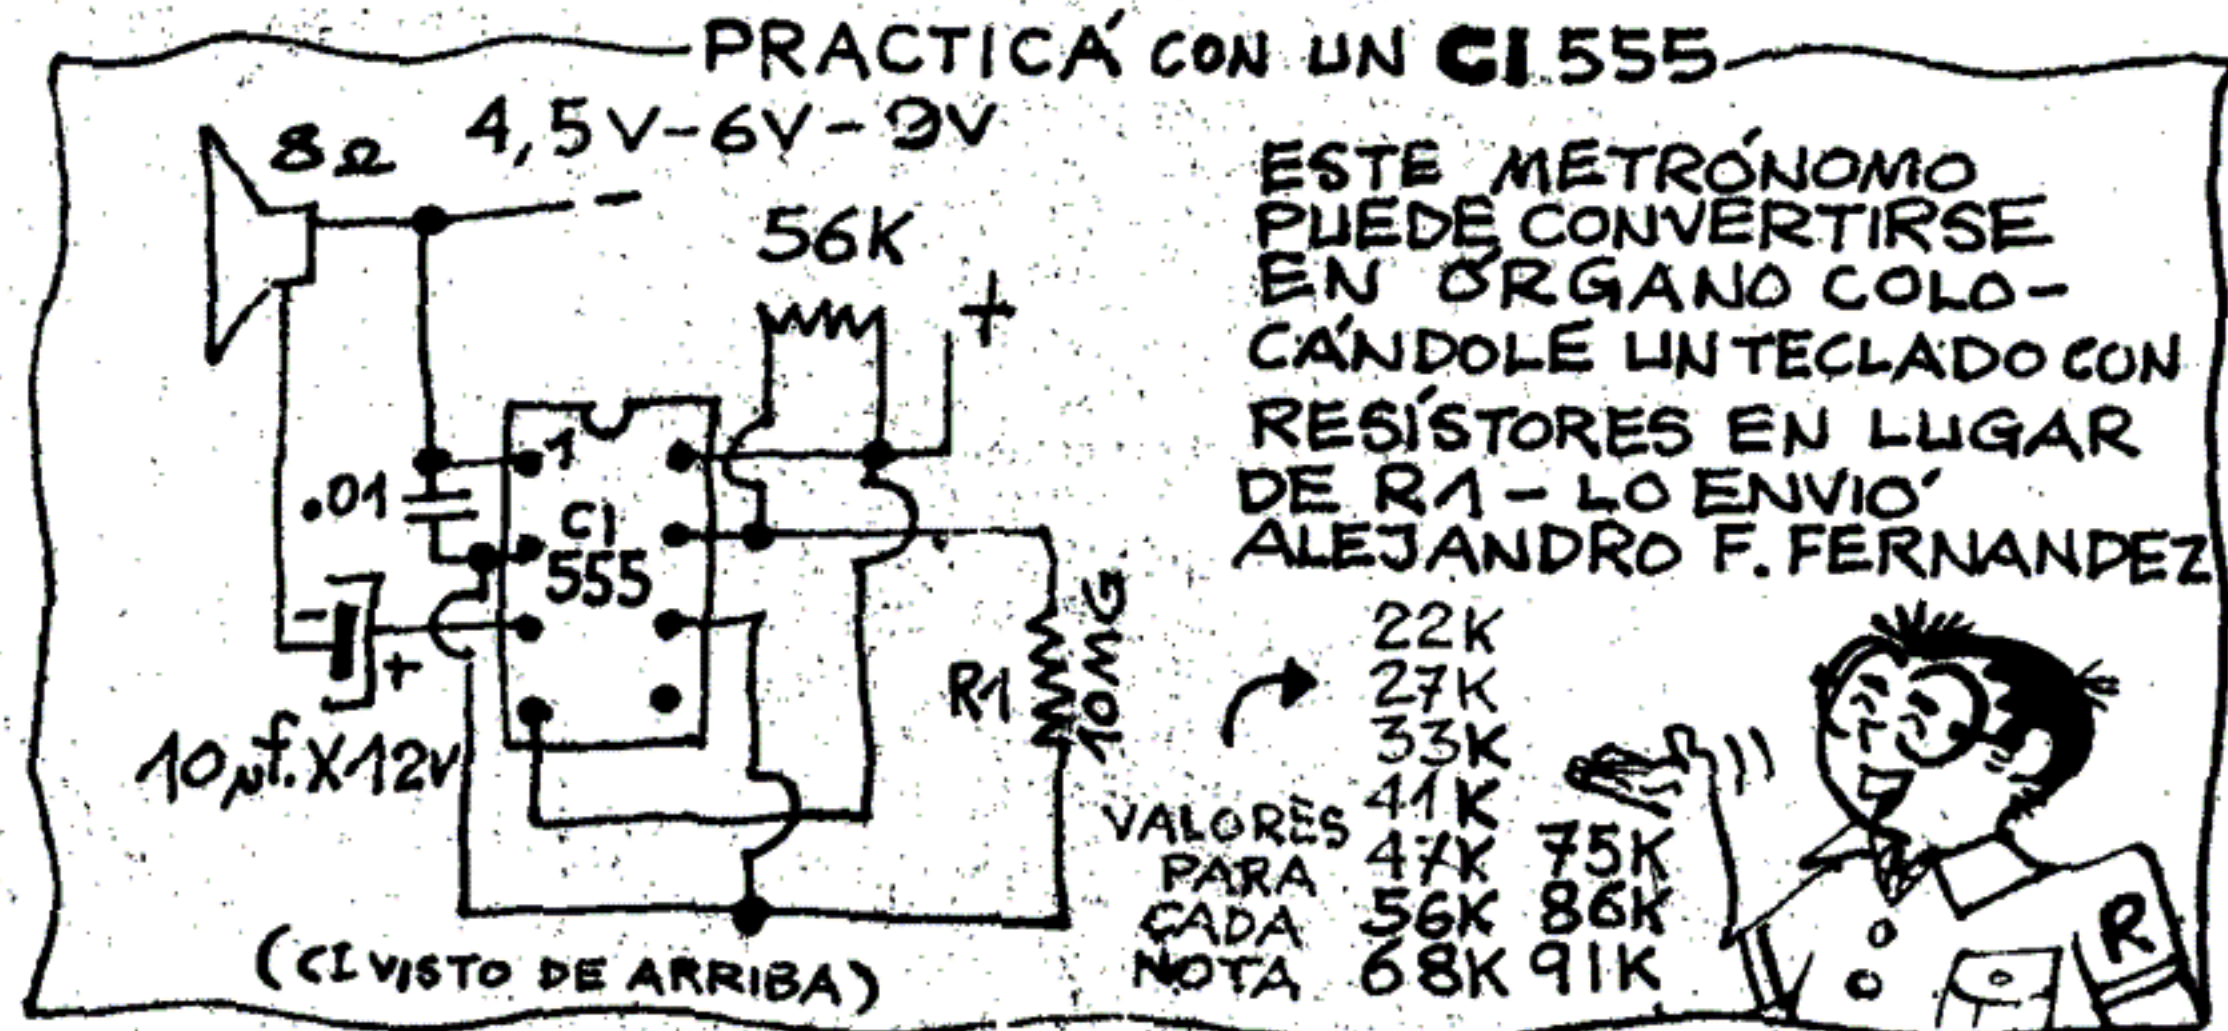 PRACTICÁ CON UN CI 555
8Ω
4,5V-6V-9V
-
56K
+
ESTE METRÓNOMO
PUEDE CONVERTIRSE
EN ÓRGANO COLO-
CÁNDOLE UN TECLADO CON
RESÍSTORES EN LUGAR
DE R1 - LO ENVIÓ
ALEJANDRO F. FERNANDEZ
1
.01
CI
555
-
+
10µf. X 12V
R1
10MG
(CI VISTO DE ARRIBA)
VALORES
PARA
CADA
NOTA
22K
27K
33K
41K
47K 75K
56K 86K
68K 91K
R